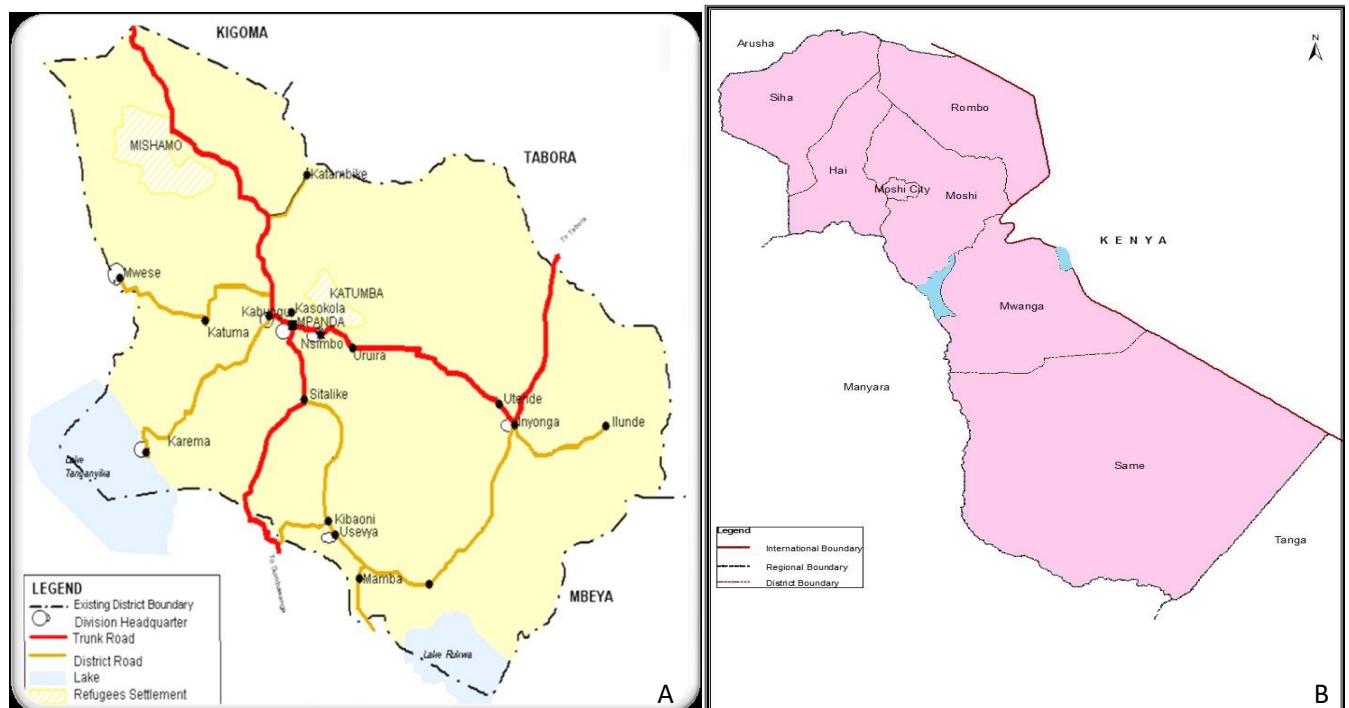 KIGOMA
MISHAMO
TABORA
Katambike
To Tabora
Mwese
KATUMBA
Kabungu
Kasokola
MPANDA
Katuma
Nsimbo
Uruira
Sitalike
Utende
Inyonga
Ilunde
Karema
Lake
Tanganyika
Kibaoni
Usevya
To Sumbawanga
Mamba
MBEYA
Lake Rukwa
LEGEND
Existing District Boundary
Division Headquarter
Trunk Road
District Road
Lake
Refugees Settlement
A
Arusha
N
Siha
Rombo
Hai
Moshi City
Moshi
KENYA
Mwanga
Manyara
Same
Tanga
Legend
International Boundary
Regional Boundary
District Boundary
B